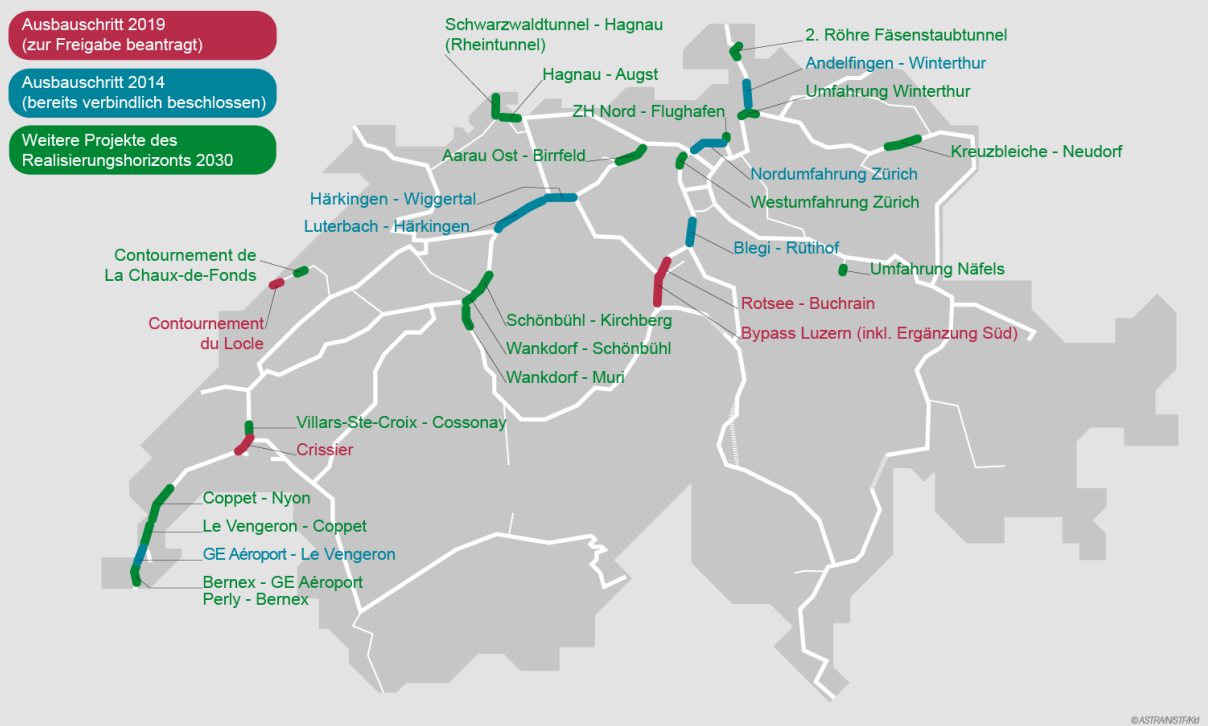 Ausbauschritt 2019
(zur Freigabe beantragt)
Ausbauschritt 2014
(bereits verbindlich beschlossen)
Weitere Projekte des
Realisierungshorizonts 2030
Schwarzwaldtunnel - Hagnau
(Rheintunnel)
Hagnau - Augst
2. Röhre Fäsenstaubtunnel
Andelfingen - Winterthur
Umfahrung Winterthur
ZH Nord - Flughafen
Aarau Ost - Birrfeld
Kreuzbleiche - Neudorf
Nordumfahrung Zürich
Westumfahrung Zürich
Härkingen - Wiggertal
Luterbach - Härkingen
Blegi - Rütihof
Contournement de
La Chaux-de-Fonds
Umfahrung Näfels
Contournement
du Locle
Rotsee - Buchrain
Bypass Luzern (inkl. Ergänzung Süd)
Schönbühl - Kirchberg
Wankdorf - Schönbühl
Wankdorf - Muri
Villars-Ste-Croix - Cossonay
Crissier
Coppet - Nyon
Le Vengeron - Coppet
GE Aéroport - Le Vengeron
Bernex - GE Aéroport
Perly - Bernex